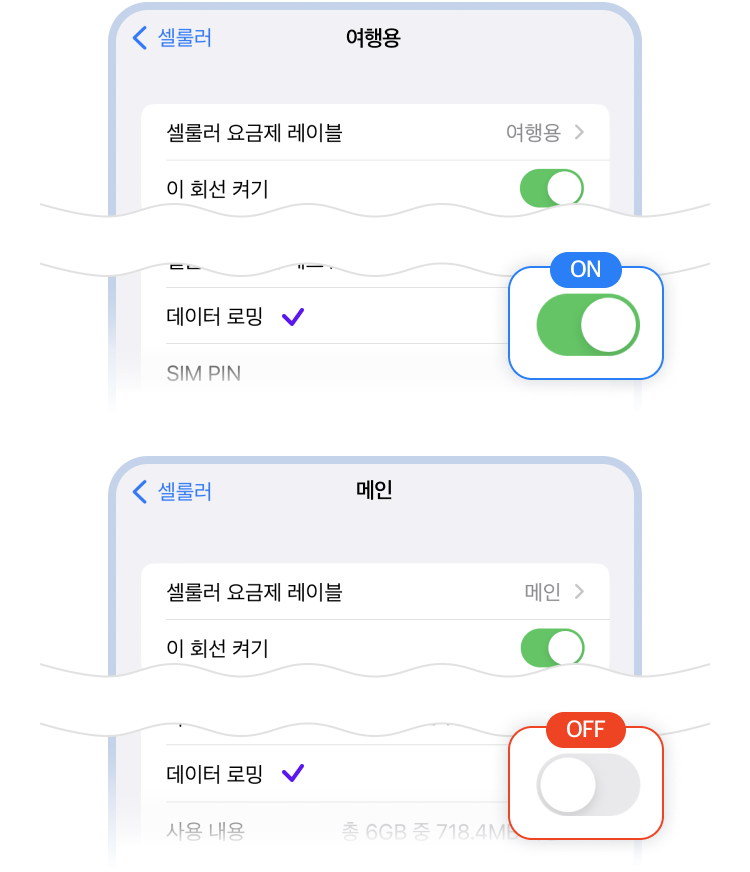 셀룰러
여행용
셀룰러 요금제 레이블 여행용
이 회선 켜기
ON
데이터 로밍
SIM PIN
셀룰러
메인
셀룰러 요금제 레이블 메인
이 회선 켜기
OFF
데이터 로밍
사용 내용 총 6GB 중 718.4MB